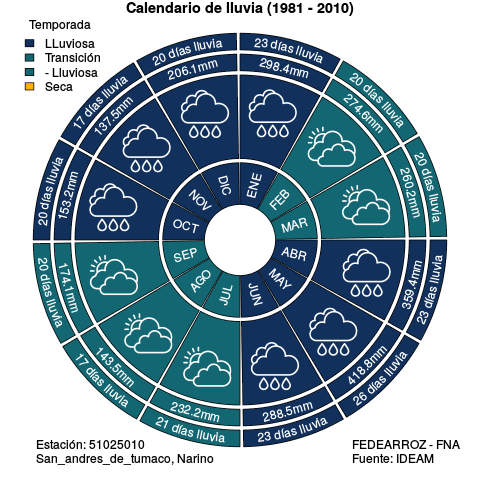 Calendario de lluvia (1981 - 2010)
Temporada
LLuviosa
Transición
- Lluviosa
Seca
23 días lluvia
298.4mm
ENE
20 días lluvia
274.6mm
FEB
20 días lluvia
260.2mm
MAR
23 días lluvia
359.4mm
ABR
26 días lluvia
418.8mm
MAY
23 días lluvia
288.5mm
JUN
21 días lluvia
232.2mm
JUL
17 días lluvia
143.5mm
AGO
20 días lluvia
174.1mm
SEP
20 días lluvia
153.2mm
OCT
17 días lluvia
137.5mm
NOV
20 días lluvia
206.1mm
DIC
Estación: 51025010
San_andres_de_tumaco, Narino
FEDEARROZ - FNA
Fuente: IDEAM